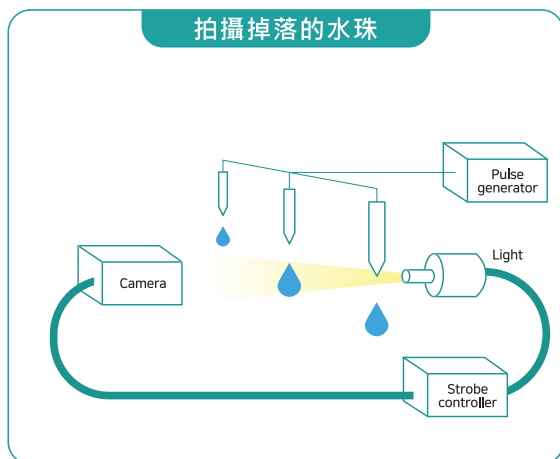 拍攝掉落的水珠
Pulse
generator
Light
Camera
Strobe
controller